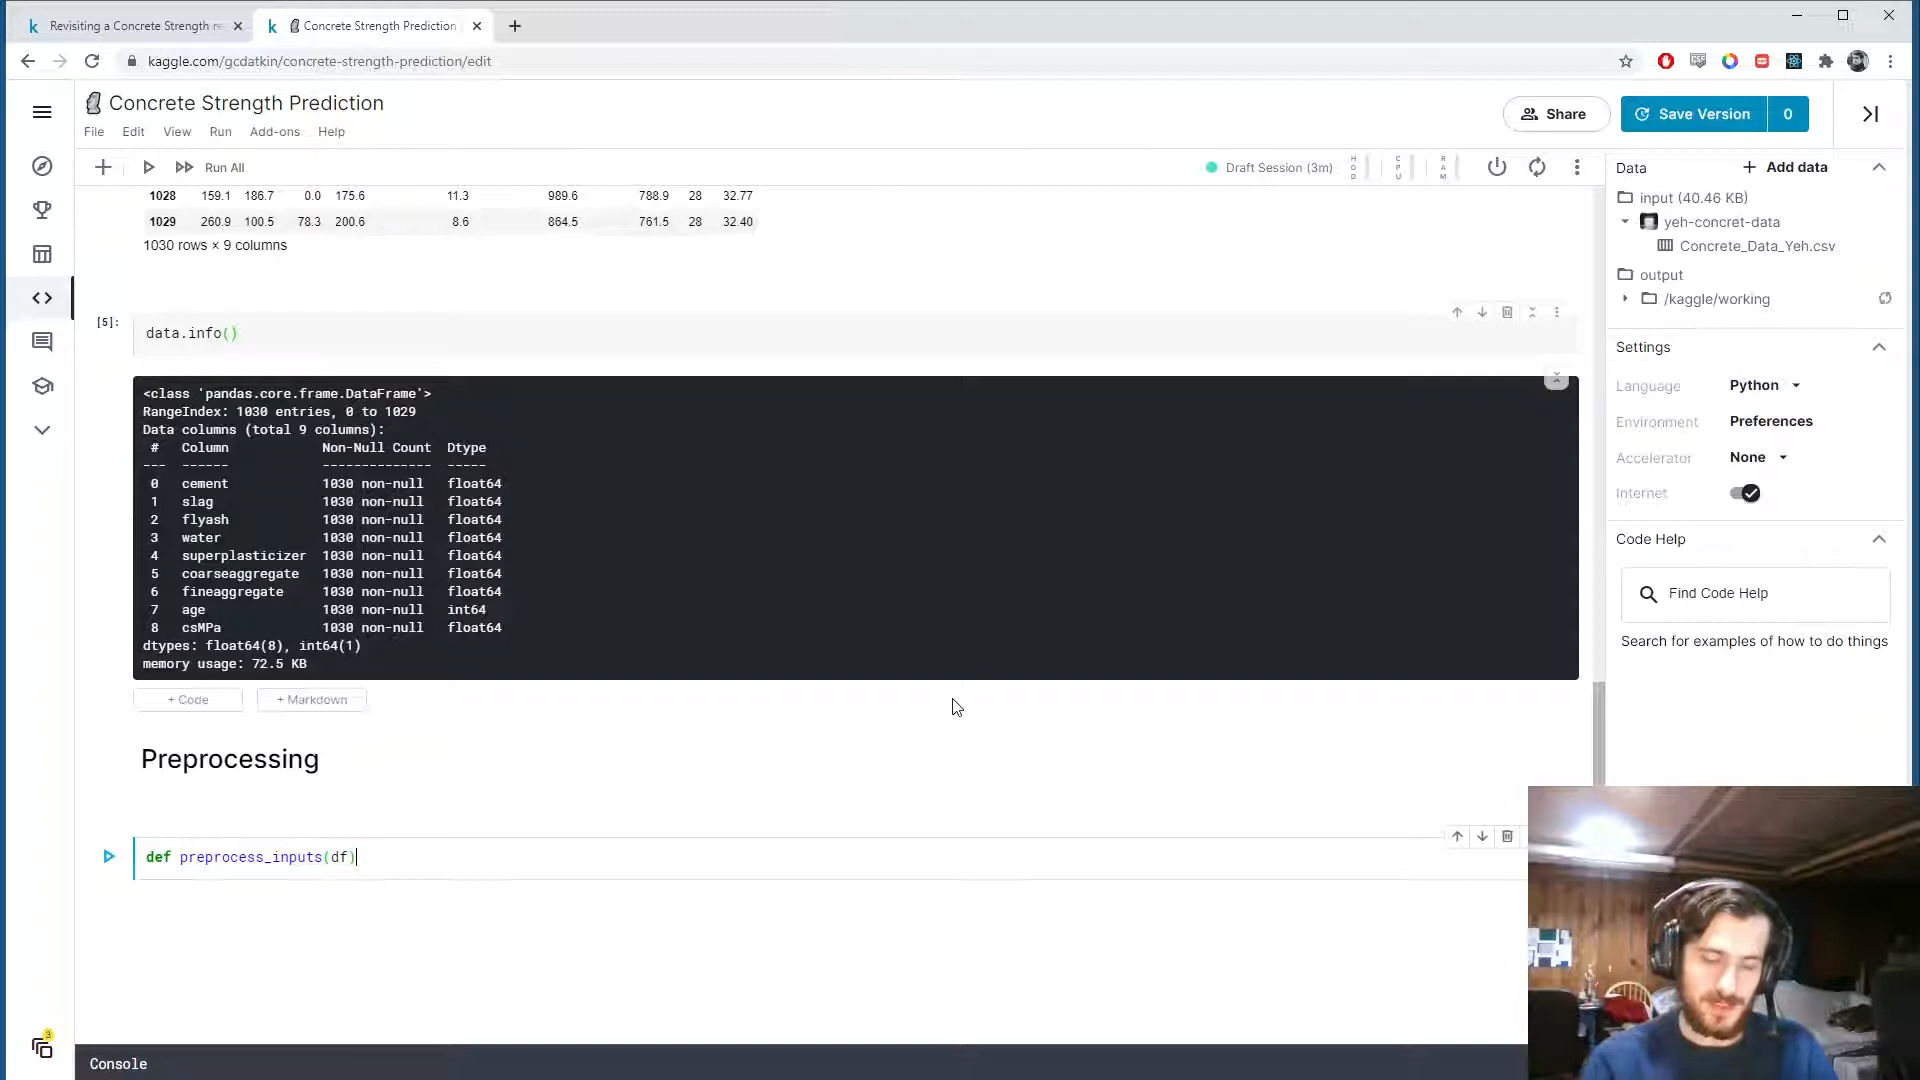 Revisiting a Concrete Strength re
Concrete Strength Prediction
kaggle.com/gcdatkin/concrete-strength-prediction/edit
Concrete Strength Prediction
File Edit View Run Add-ons Help
Share
Save Version 0
Run All
Draft Session (3m)
H
D
D
C
P
U
R
A
M
1028 159.1 186.7 0.0 175.6 11.3 989.6 788.9 28 32.77
1029 260.9 100.5 78.3 200.6 8.6 864.5 761.5 28 32.40
1030 rows × 9 columns
[5]:
data.info()
<class 'pandas.core.frame.DataFrame'>
RangeIndex: 1030 entries, 0 to 1029
Data columns (total 9 columns):
# Column Non-Null Count Dtype
--- ------ -------------- -----
0 cement 1030 non-null float64
1 slag 1030 non-null float64
2 flyash 1030 non-null float64
3 water 1030 non-null float64
4 superplasticizer 1030 non-null float64
5 coarseaggregate 1030 non-null float64
6 fineaggregate 1030 non-null float64
7 age 1030 non-null int64
8 csMPa 1030 non-null float64
dtypes: float64(8), int64(1)
memory usage: 72.5 KB
+ Code + Markdown
Preprocessing
def preprocess_inputs(df)
Console
3
Data
+ Add data
input (40.46 KB)
yeh-concret-data
Concrete_Data_Yeh.csv
output
/kaggle/working
Settings
Language Python
Environment Preferences
Accelerator None
Internet
Code Help
Find Code Help
Search for examples of how to do things